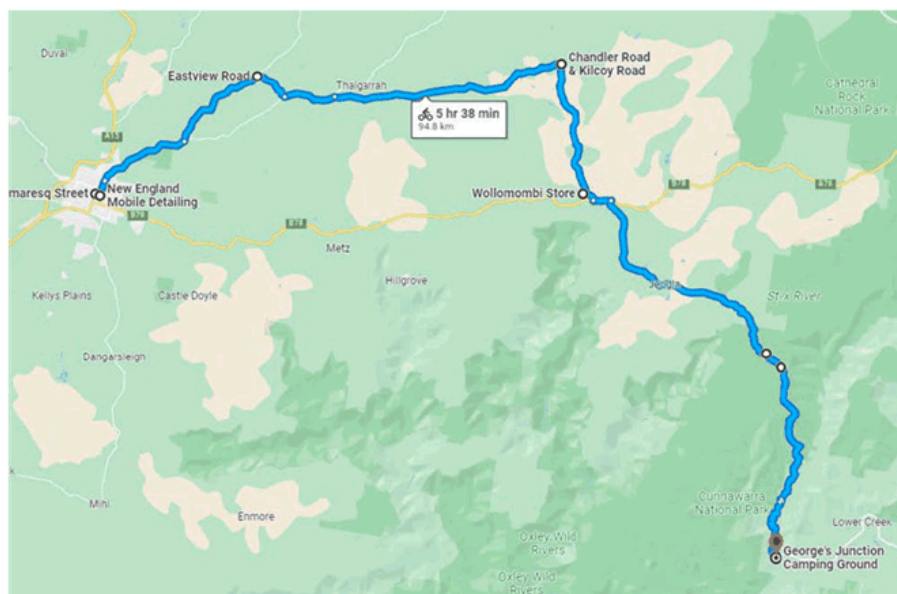 Duval
Eastview Road
Thalgarrah
Chandler Road
& Kilcoy Road
Cathedral
Rock
National Park
5 hr 38 min
94.8 km
A15
maresq Street
New England
Mobile Detailing
Wollomombi Store
B78
B78
B78
B78
Metz
Hillgrove
Kellys Plains
Castle Doyle
Jeogla
Styx River
Dangarsleigh
Mihi
Enmore
Cunnawarra
National Park
Lower Creek
Oxley Wild
Rivers
George's Junction
Camping Ground
Oxley Wild
Rivers